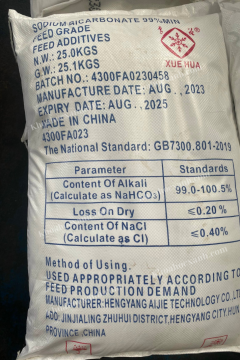 SODIUM BICARBONATE 99%MIN
FEED GRADE
FEED ADDITIVES
N.W.: 25.0KGS
G.W.: 25.1KGS
BATCH NO.: 4300FA0230458
MANUFACTURE DATE: AUG., 2023
EXPIRY DATE: AUG., 2025
MADE IN CHINA
4300FA023
XUE HUA
The National Standard: GB7300.801-2019
Parameter Standards
Content Of Alkali (Calculate as NaHCO₃) 99.0-100.5%
Loss On Dry ≤0.20 %
Content Of NaCl (Calculate as Cl) ≤0.40%
Method of Using.
USED APPROPRIATELY ACCORDING TO
FEED PRODUCTION DEMAND
MANUFACTURER: HENGYANG AIJIE TECHNOLOGY CO., LT
ADD: JINJIALING ZHUHUI DISTRICT, HENGYANG CITY, HUN
PROVINCE, CHINA